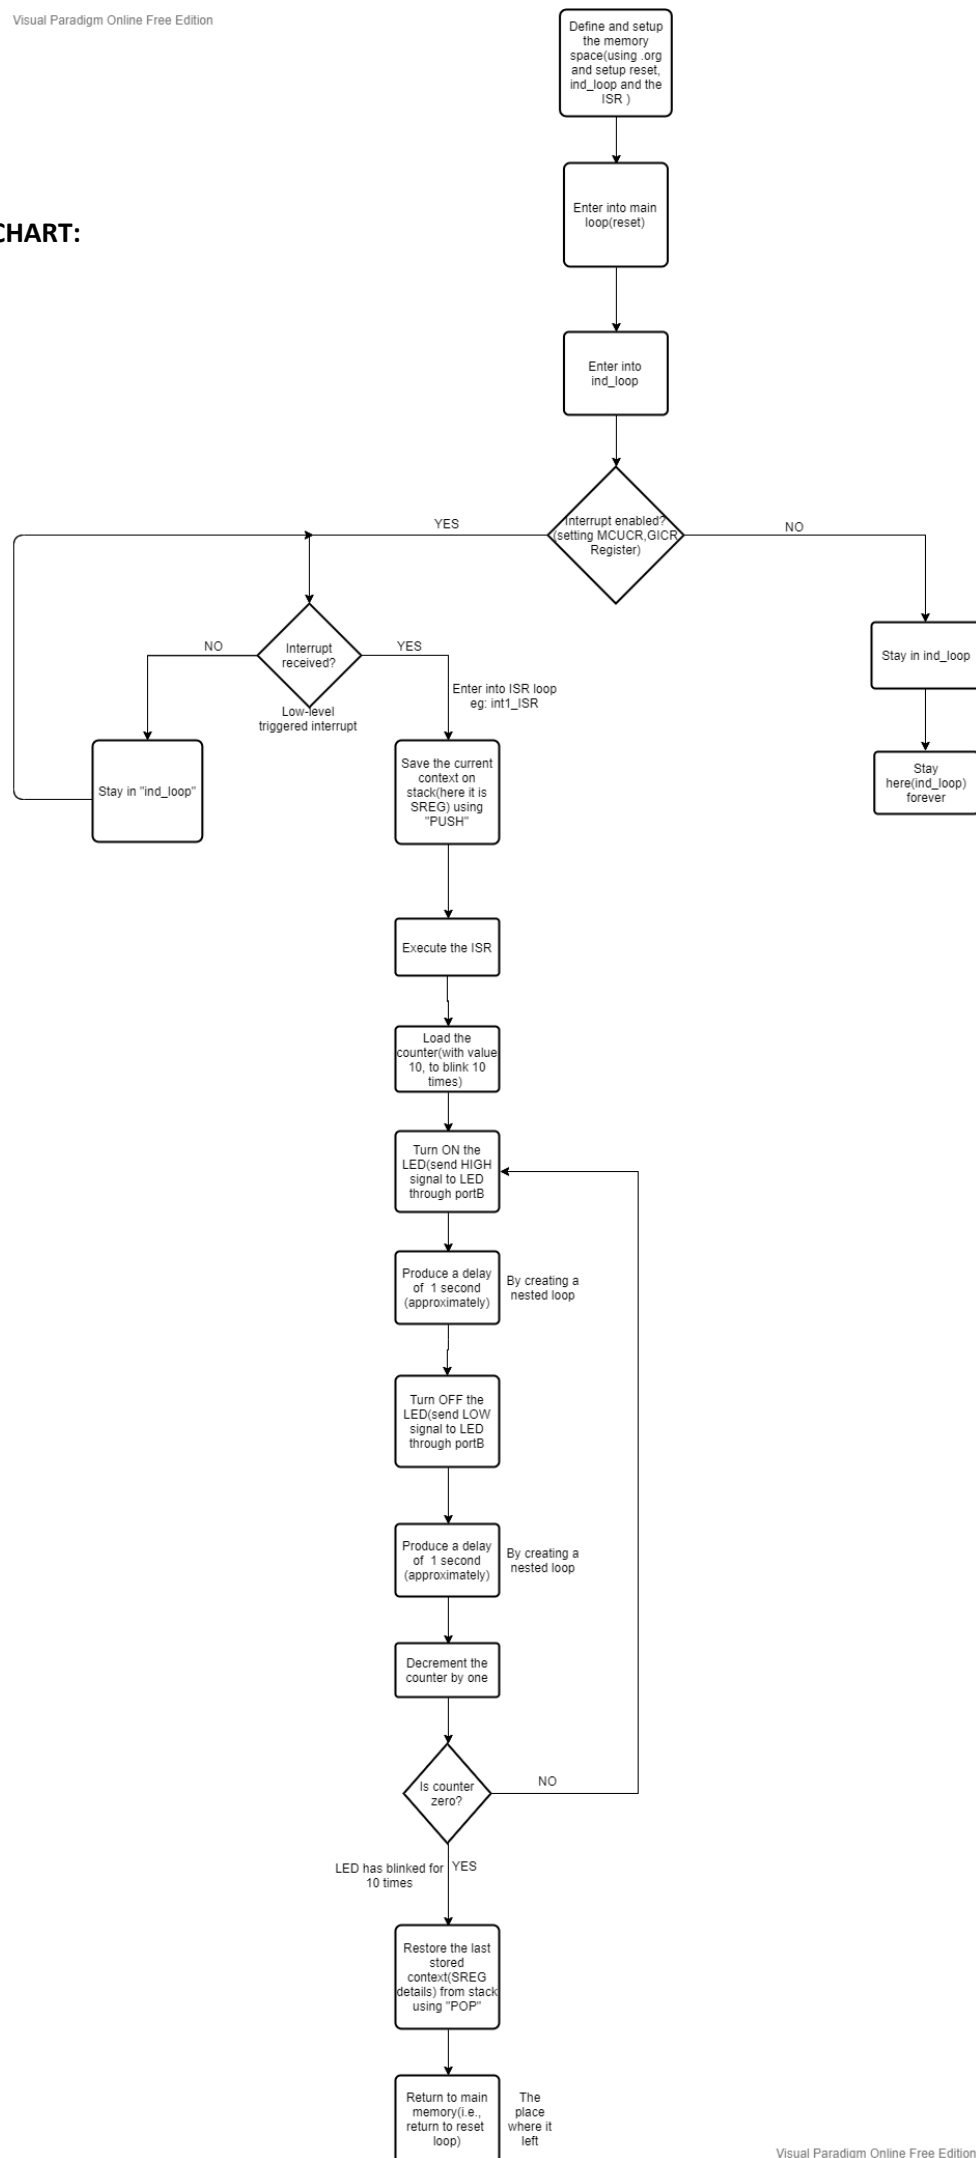 Visual Paradigm Online Free Edition
Define and setup
the memory
space(using .org
and setup reset,
ind_loop and the
ISR )
CHART:
Enter into main
loop(reset)
Enter into
ind_loop
YES
Interrupt enabled?
(setting MCUCR,GICR
Register)
NO
NO
Interrupt
received?
YES
Low-level
triggered interrupt
Enter into ISR loop
eg: int1_ISR
Stay in ind_loop
Stay in "ind_loop"
Save the current
context on
stack(here it is
SREG) using
"PUSH"
Stay
here(ind_loop)
forever
Execute the ISR
Load the
counter(with value
10, to blink 10
times)
Turn ON the
LED(send HIGH
signal to LED
through portB
Produce a delay
of 1 second
(approximately)
By creating a
nested loop
Turn OFF the
LED(send LOW
signal to LED
through portB
Produce a delay
of 1 second
(approximately)
By creating a
nested loop
Decrement the
counter by one
Is counter
zero?
NO
LED has blinked for
10 times
YES
Restore the last
stored
context(SREG
details) from stack
using "POP"
Return to main
memory(i.e.,
return to reset
loop)
The
place
where it
left
Visual Paradigm Online Free Edition